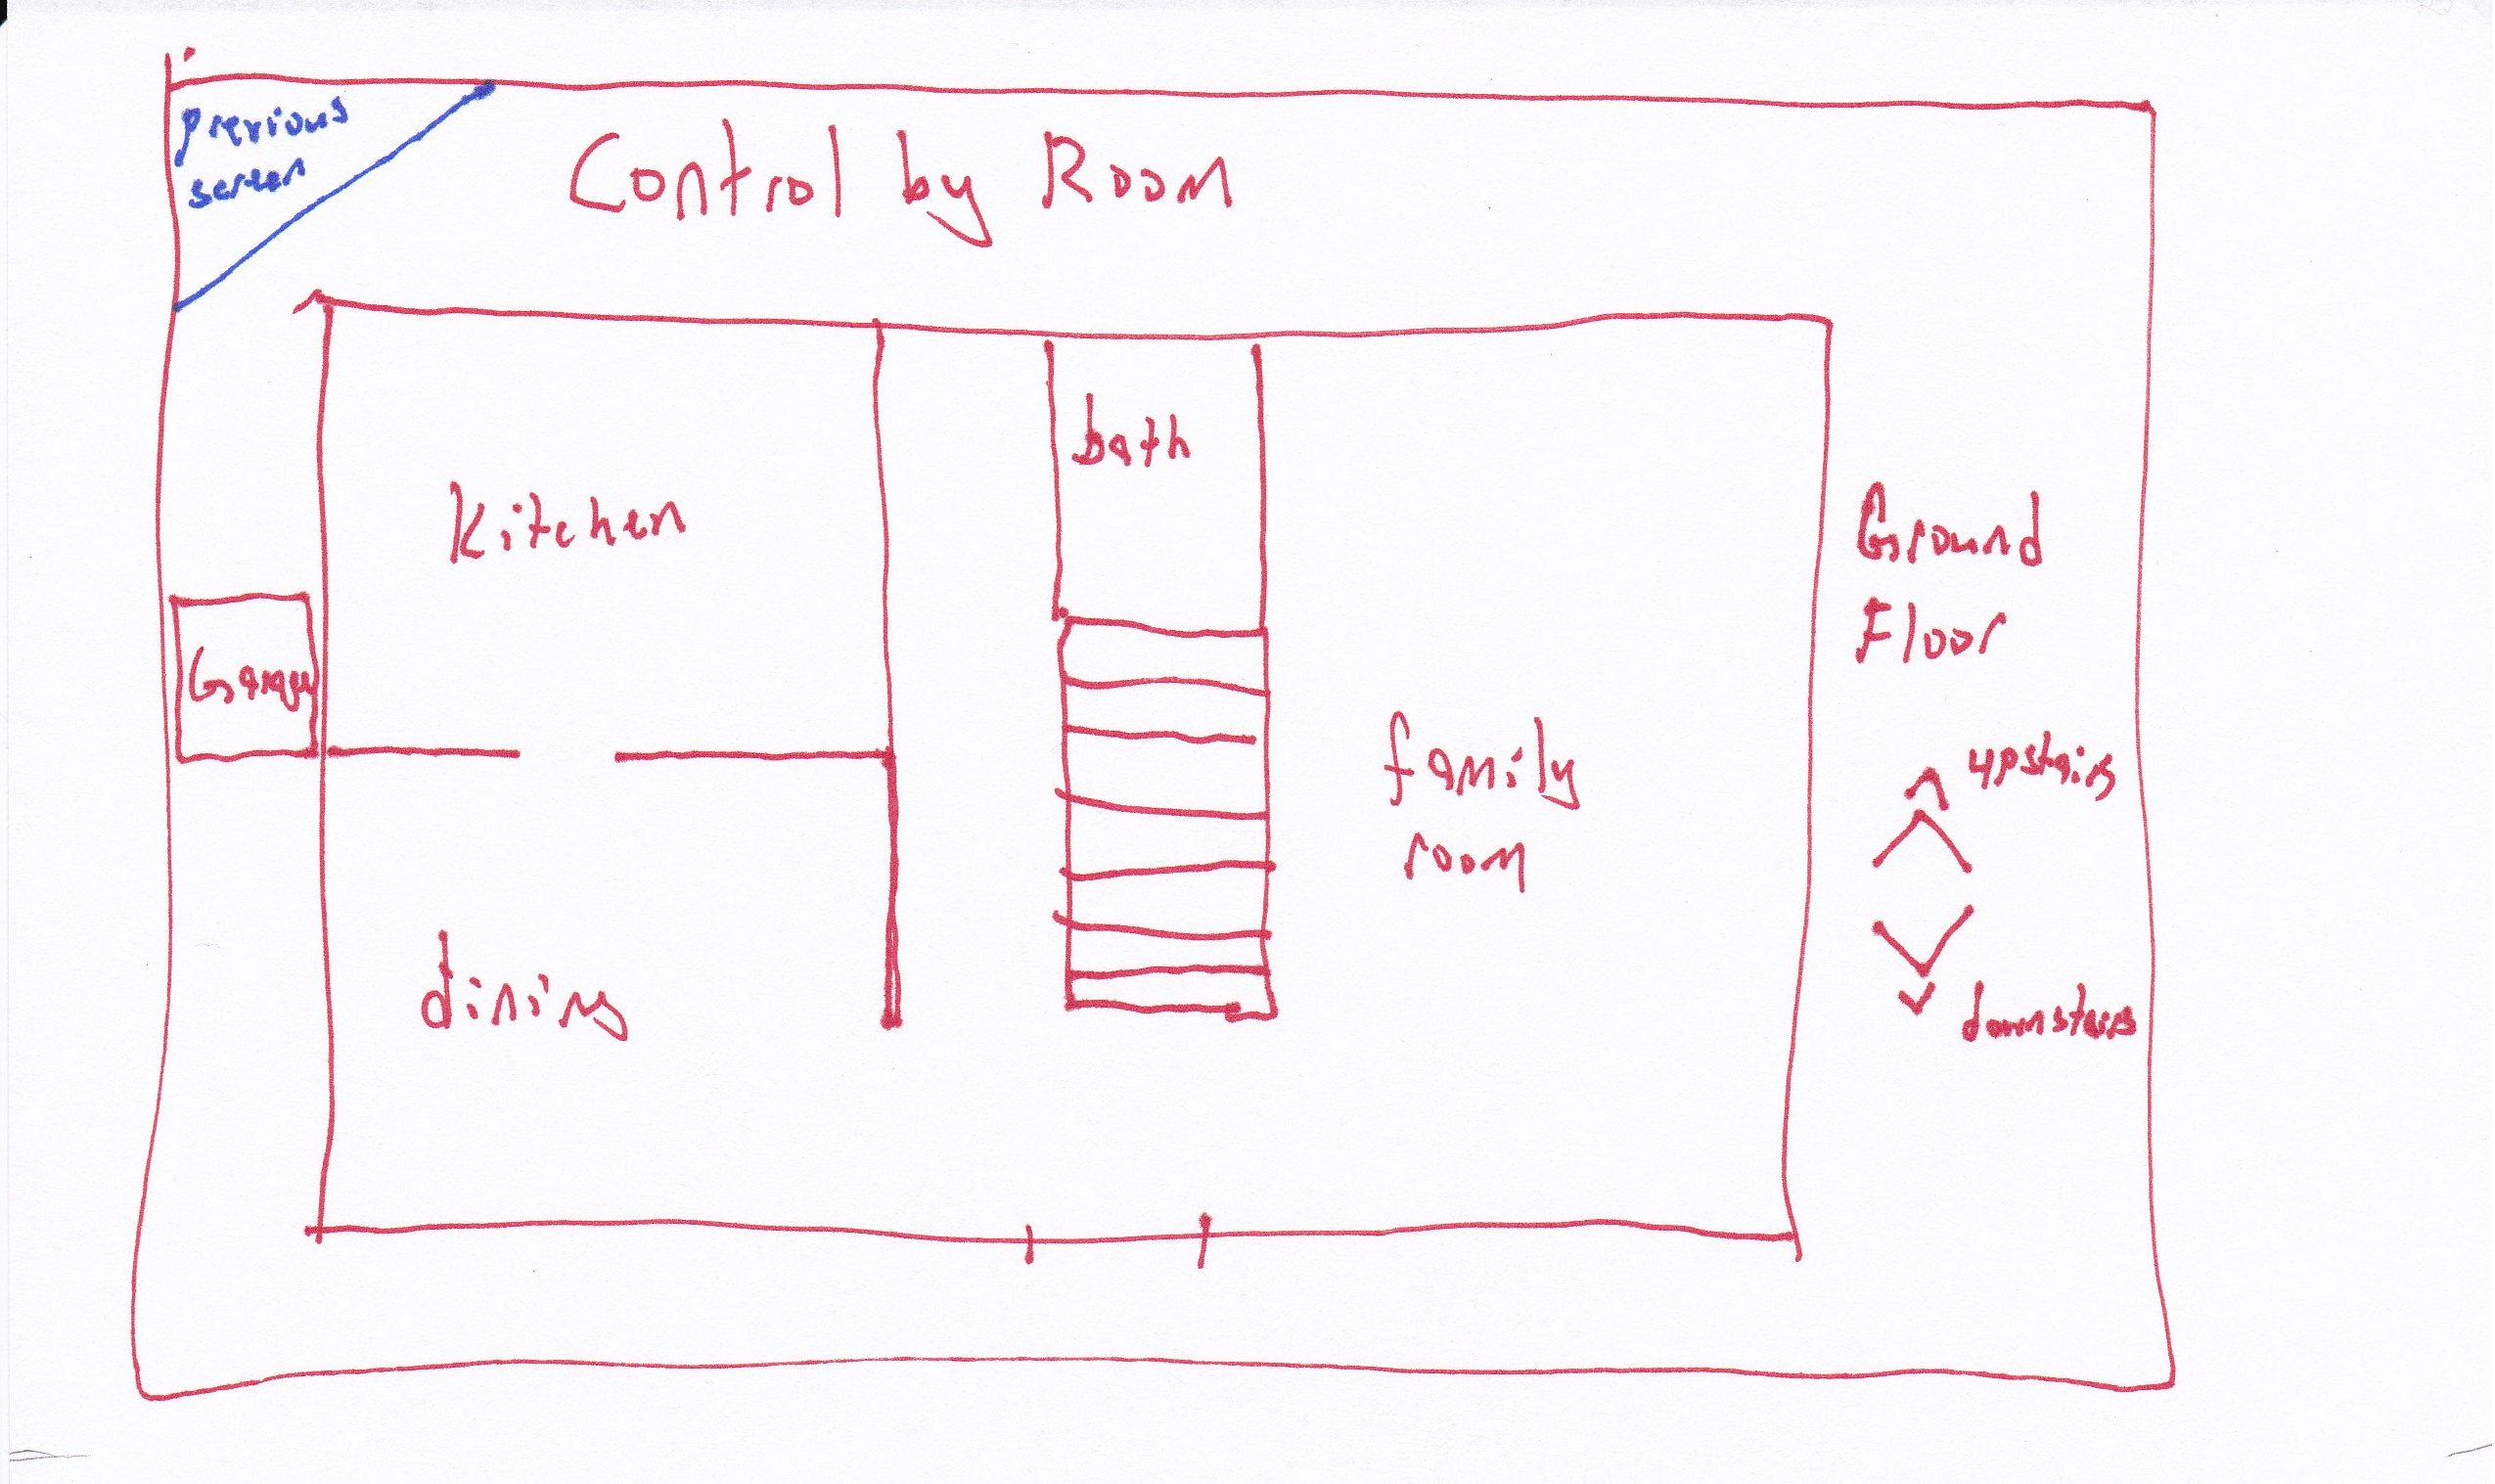 previous
screen
Control by Room
bath
Kitchen
Ground
Floor
Garage
family
room
upstairs
dining
downstairs